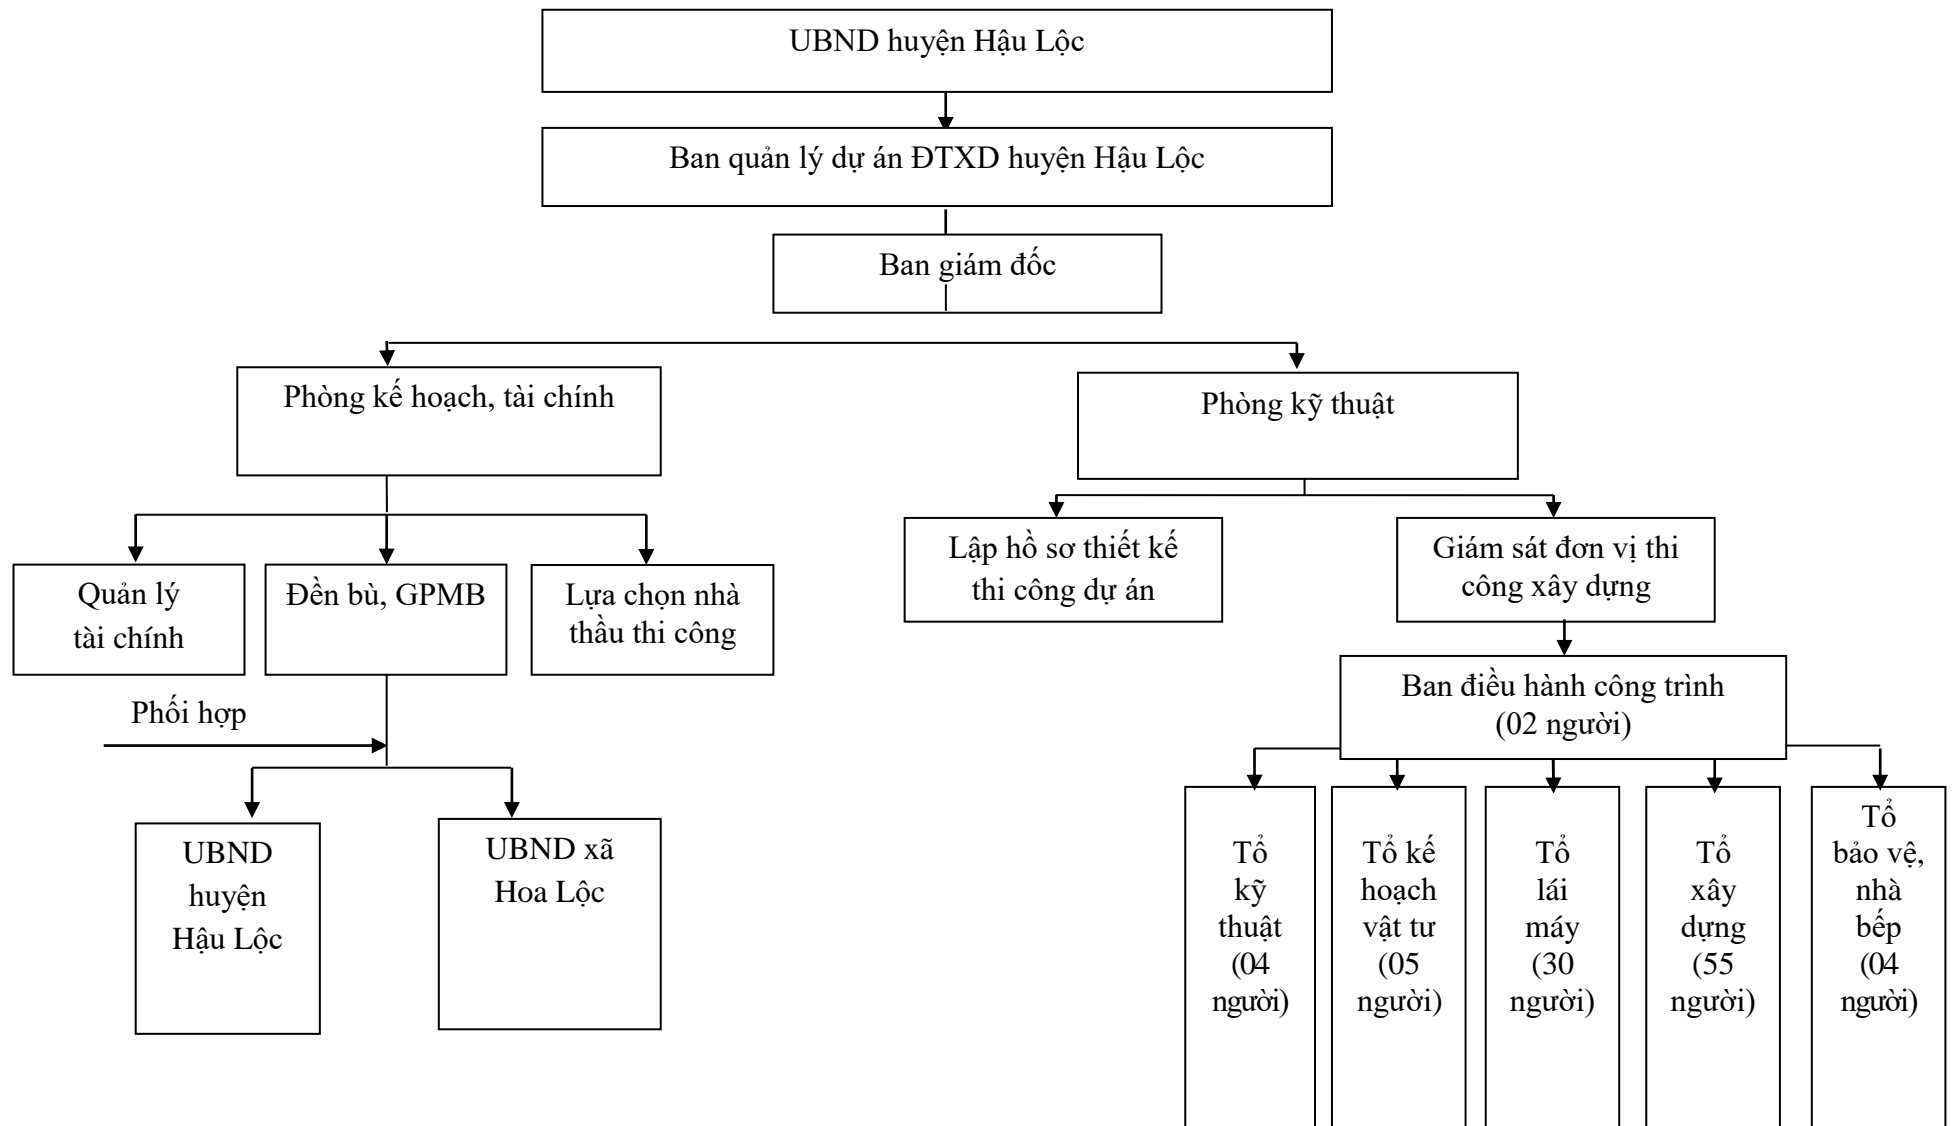 UBND huyện Hậu Lộc
Ban quản lý dự án ĐTXD huyện Hậu Lộc
Ban giám đốc
Phòng kế hoạch, tài chính
Phòng kỹ thuật
Quản lý
tài chính
Đền bù, GPMB
Lựa chọn nhà
thầu thi công
Lập hồ sơ thiết kế
thi công dự án
Giám sát đơn vị thi
công xây dựng
Phối hợp
Ban điều hành công trình
(02 người)
UBND
huyện
Hậu Lộc
UBND xã
Hoa Lộc
Tổ
kỹ
thuật
(04
người)
Tổ kế
hoạch
vật tư
(05
người)
Tổ
lái
máy
(30
người)
Tổ
xây
dựng
(55
người)
Tổ
bảo vệ,
nhà
bếp
(04
người)